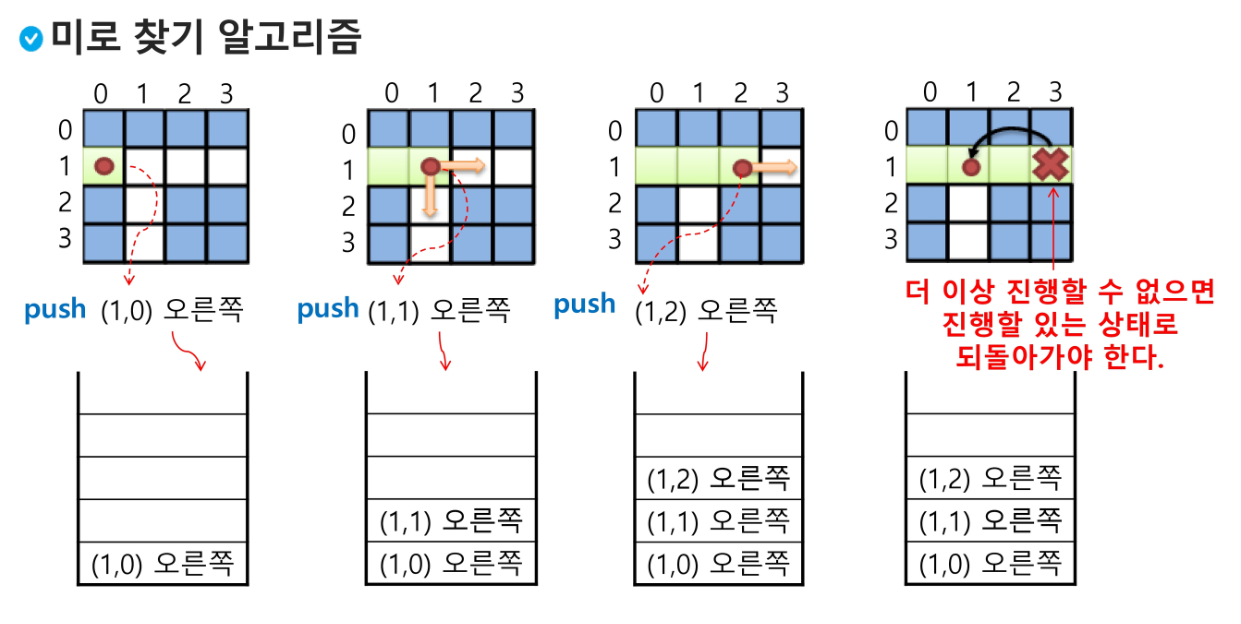 미로 찾기 알고리즘
0 1 2 3
0
1
2
3
push (1,0) 오른쪽
(1,0) 오른쪽
0 1 2 3
0
1
2
3
push (1,1) 오른쪽
(1,1) 오른쪽
(1,0) 오른쪽
0 1 2 3
0
1
2
3
push (1,2) 오른쪽
(1,2) 오른쪽
(1,1) 오른쪽
(1,0) 오른쪽
0 1 2 3
0
1
2
3
더 이상 진행할 수 없으면
진행할 있는 상태로
되돌아가야 한다.
(1,2) 오른쪽
(1,1) 오른쪽
(1,0) 오른쪽